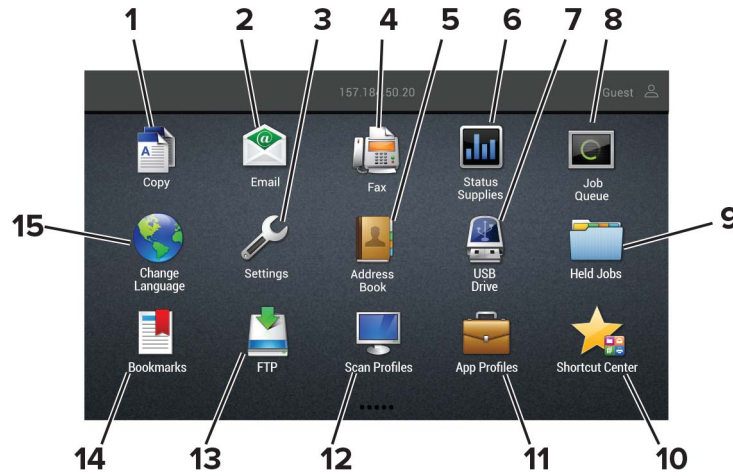 1 2 3 4 5 6 7 8
157.184.50.20 Guest
A @
Copy Email Fax Status Supplies Job Queue
15 9
Change Language Settings Address Book USB Drive Held Jobs
Bookmarks FTP Scan Profiles App Profiles Shortcut Center
14 13 12 11 10